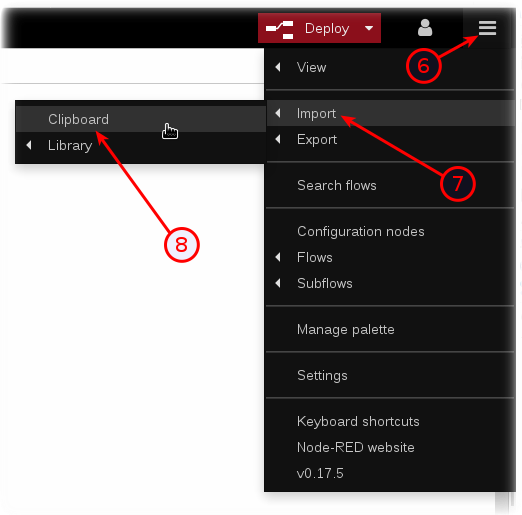 Deploy
6
View
Import
Export
7
Clipboard
Library
8
Search flows
Configuration nodes
Flows
Subflows
Manage palette
Settings
Keyboard shortcuts
Node-RED website
v0.17.5